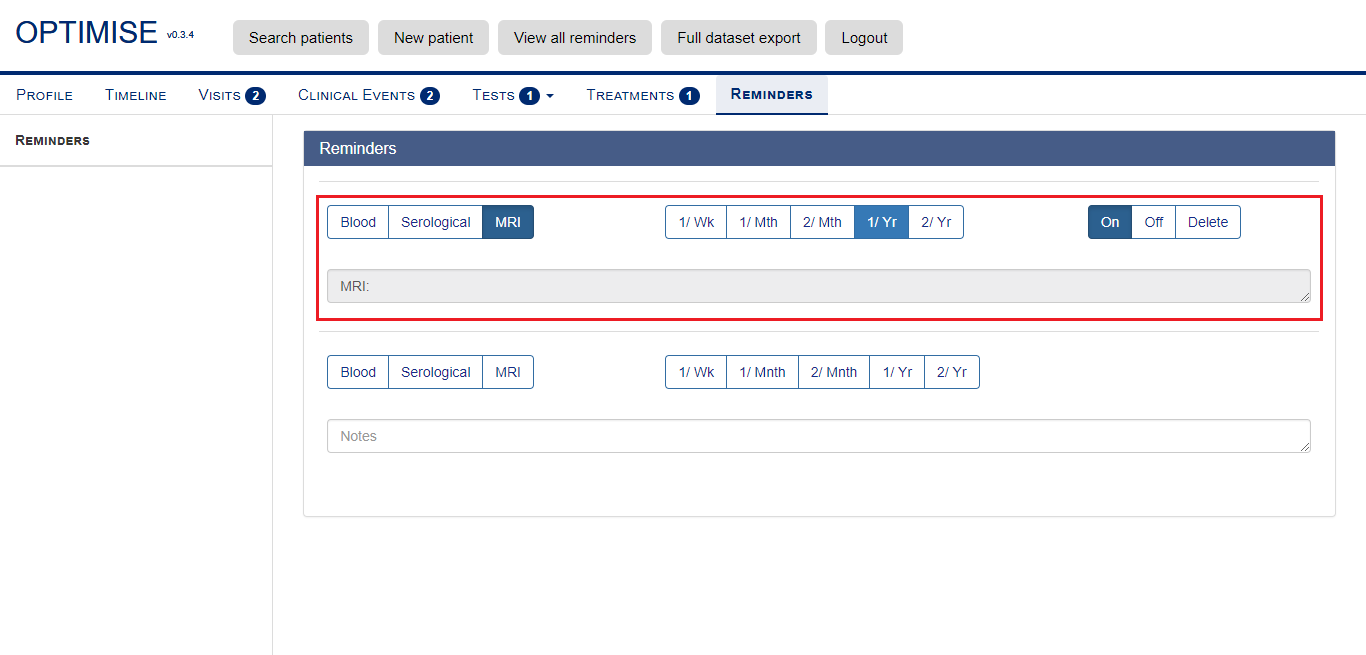 OPTIMISE v0.3.4 Search patients New patient View all reminders Full dataset export Logout
PROFILE TIMELINE VISITS 2 CLINICAL EVENTS 2 TESTS 1 TREATMENTS 1 REMINDERS
REMINDERS
Reminders
Blood Serological MRI 1/ Wk 1/ Mth 2/ Mth 1/ Yr 2/ Yr On Off Delete
MRI:
Blood Serological MRI 1/ Wk 1/ Mnth 2/ Mnth 1/ Yr 2/ Yr
Notes